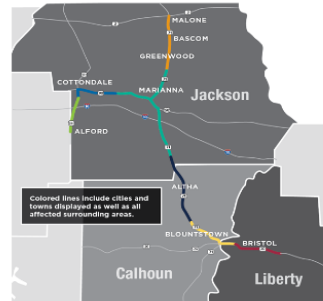 MALONE
BASCOM
GREENWOOD
COTTONDALE
MARIANNA
Jackson
ALFORD
ALTHA
Colored lines include cities and
towns displayed as well as all
affected surrounding areas.
BLOUNTSTOWN
BRISTOL
Calhoun
Liberty